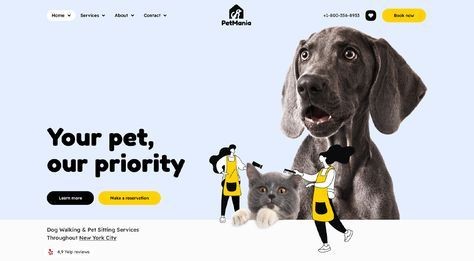 Home Services About Contact
PetMania
+1-800-356-8933 Book now
Your pet,
our priority
Learn more Make a reservation
Dog Walking & Pet Sitting Services
Throughout New York City
4,9 Yelp reviews